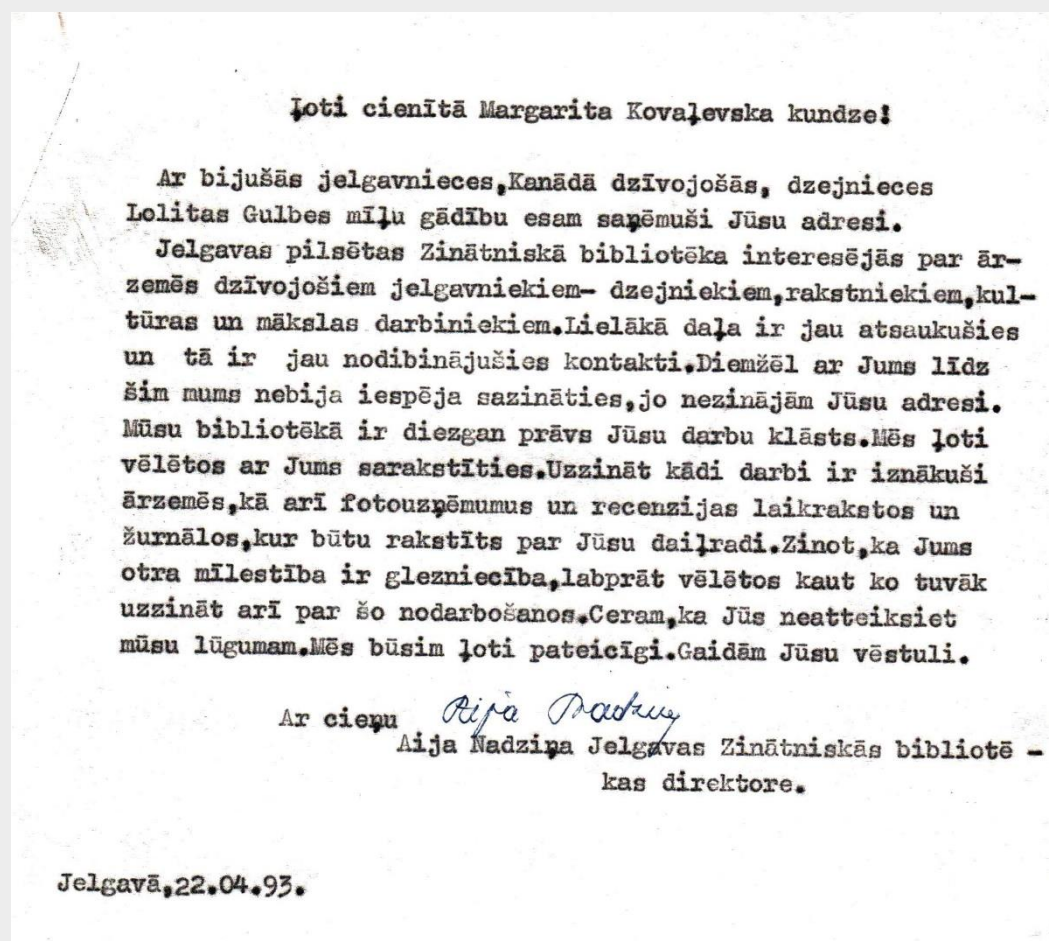 Ļoti cienītā Margarita Kovaļevska kundze!
Ar bijušās jelgavnieces,Kanādā dzīvojošās, dzejnieces
Lolitas Gulbes mīļu gādību esam saņēmuši Jūsu adresi.
Jelgavas pilsētas Zinātniskā bibliotēka interesējās par ār-
zemēs dzīvojošiem jelgavniekiem- dzejniekiem,rakstniekiem,kul-
tūras un mākslas darbiniekiem.Lielākā daļa ir jau atsaukušies
un tā ir jau nodibinājušies kontakti.Diemžēl ar Jums līdz
šim mums nebija iespēja sazināties,jo nezinājām Jūsu adresi.
Mūsu bibliotēkā ir diezgan prāvs Jūsu darbu klāsts.Mēs ļoti
vēlētos ar Jums sarakstīties.Uzzināt kādi darbi ir iznākuši
ārzemēs,kā arī fotouzņēmumus un recenzijas laikrakstos un
žurnālos,kur būtu rakstīts par Jūsu daiļradi.Zinot,ka Jums
otra mīlestība ir glezniecība,labprāt vēlētos kaut ko tuvāk
uzzināt arī par šo nodarbošanos.Ceram,ka Jūs neatteiksiet
mūsu lūgumam.Mēs būsim ļoti pateicīgi.Gaidām Jūsu vēstuli.
Ar cieņu Aija
Aija Nadziņa Jelgavas Zinātniskās bibliotē -
kas direktore.
Jelgavā,22.04.93.